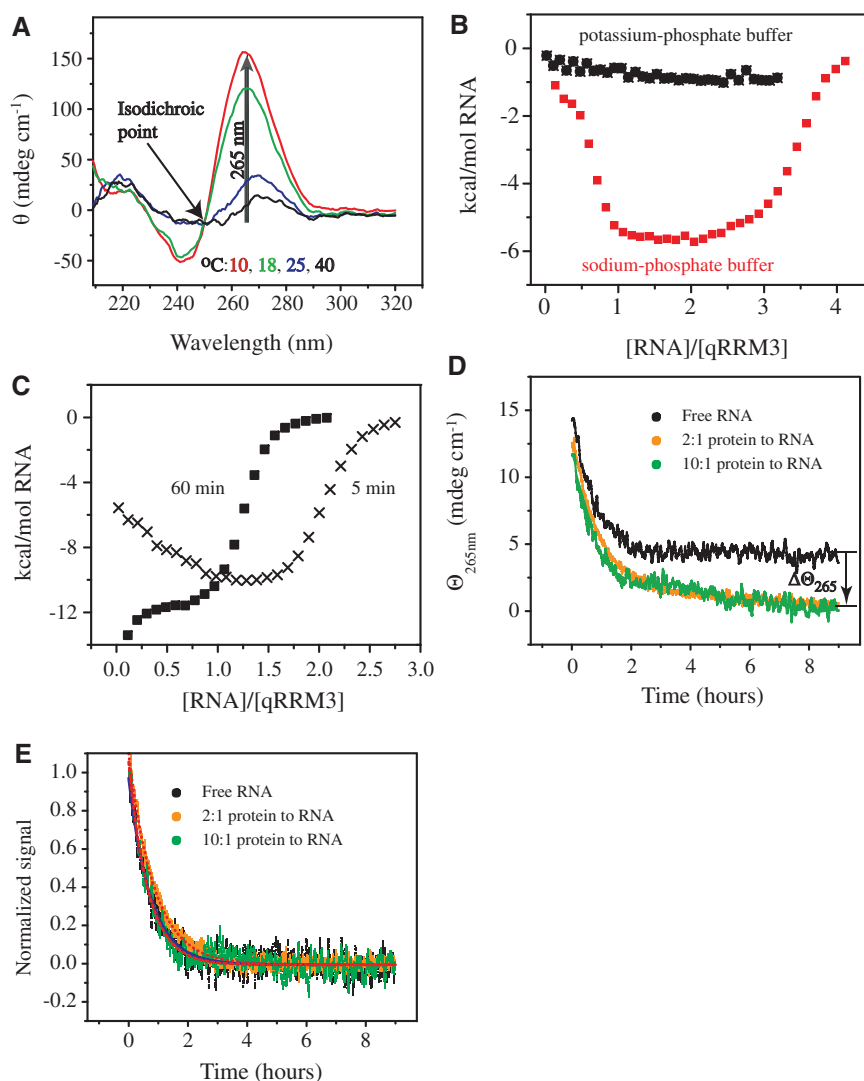 A
θ (mdeg cm⁻¹)
150
100
50
0
-50
Isodichroic
point
265 nm
°C: 10, 18, 25, 40
220 240 260 280 300 320
Wavelength (nm)
B
kcal/mol RNA
0
-2
-4
-6
potassium-phosphate buffer
sodium-phosphate buffer
0 1 2 3 4
[RNA]/[qRRM3]
C
kcal/mol RNA
0
-4
-8
-12
60 min
5 min
0.0 0.5 1.0 1.5 2.0 2.5 3.0
[RNA]/[qRRM3]
D
Θ265nm (mdeg cm⁻¹)
15
10
5
0
Free RNA
2:1 protein to RNA
10:1 protein to RNA
ΔΘ265
0 2 4 6 8
Time (hours)
E
Normalized signal
1.0
0.8
0.6
0.4
0.2
0.0
-0.2
Free RNA
2:1 protein to RNA
10:1 protein to RNA
0 2 4 6 8
Time (hours)